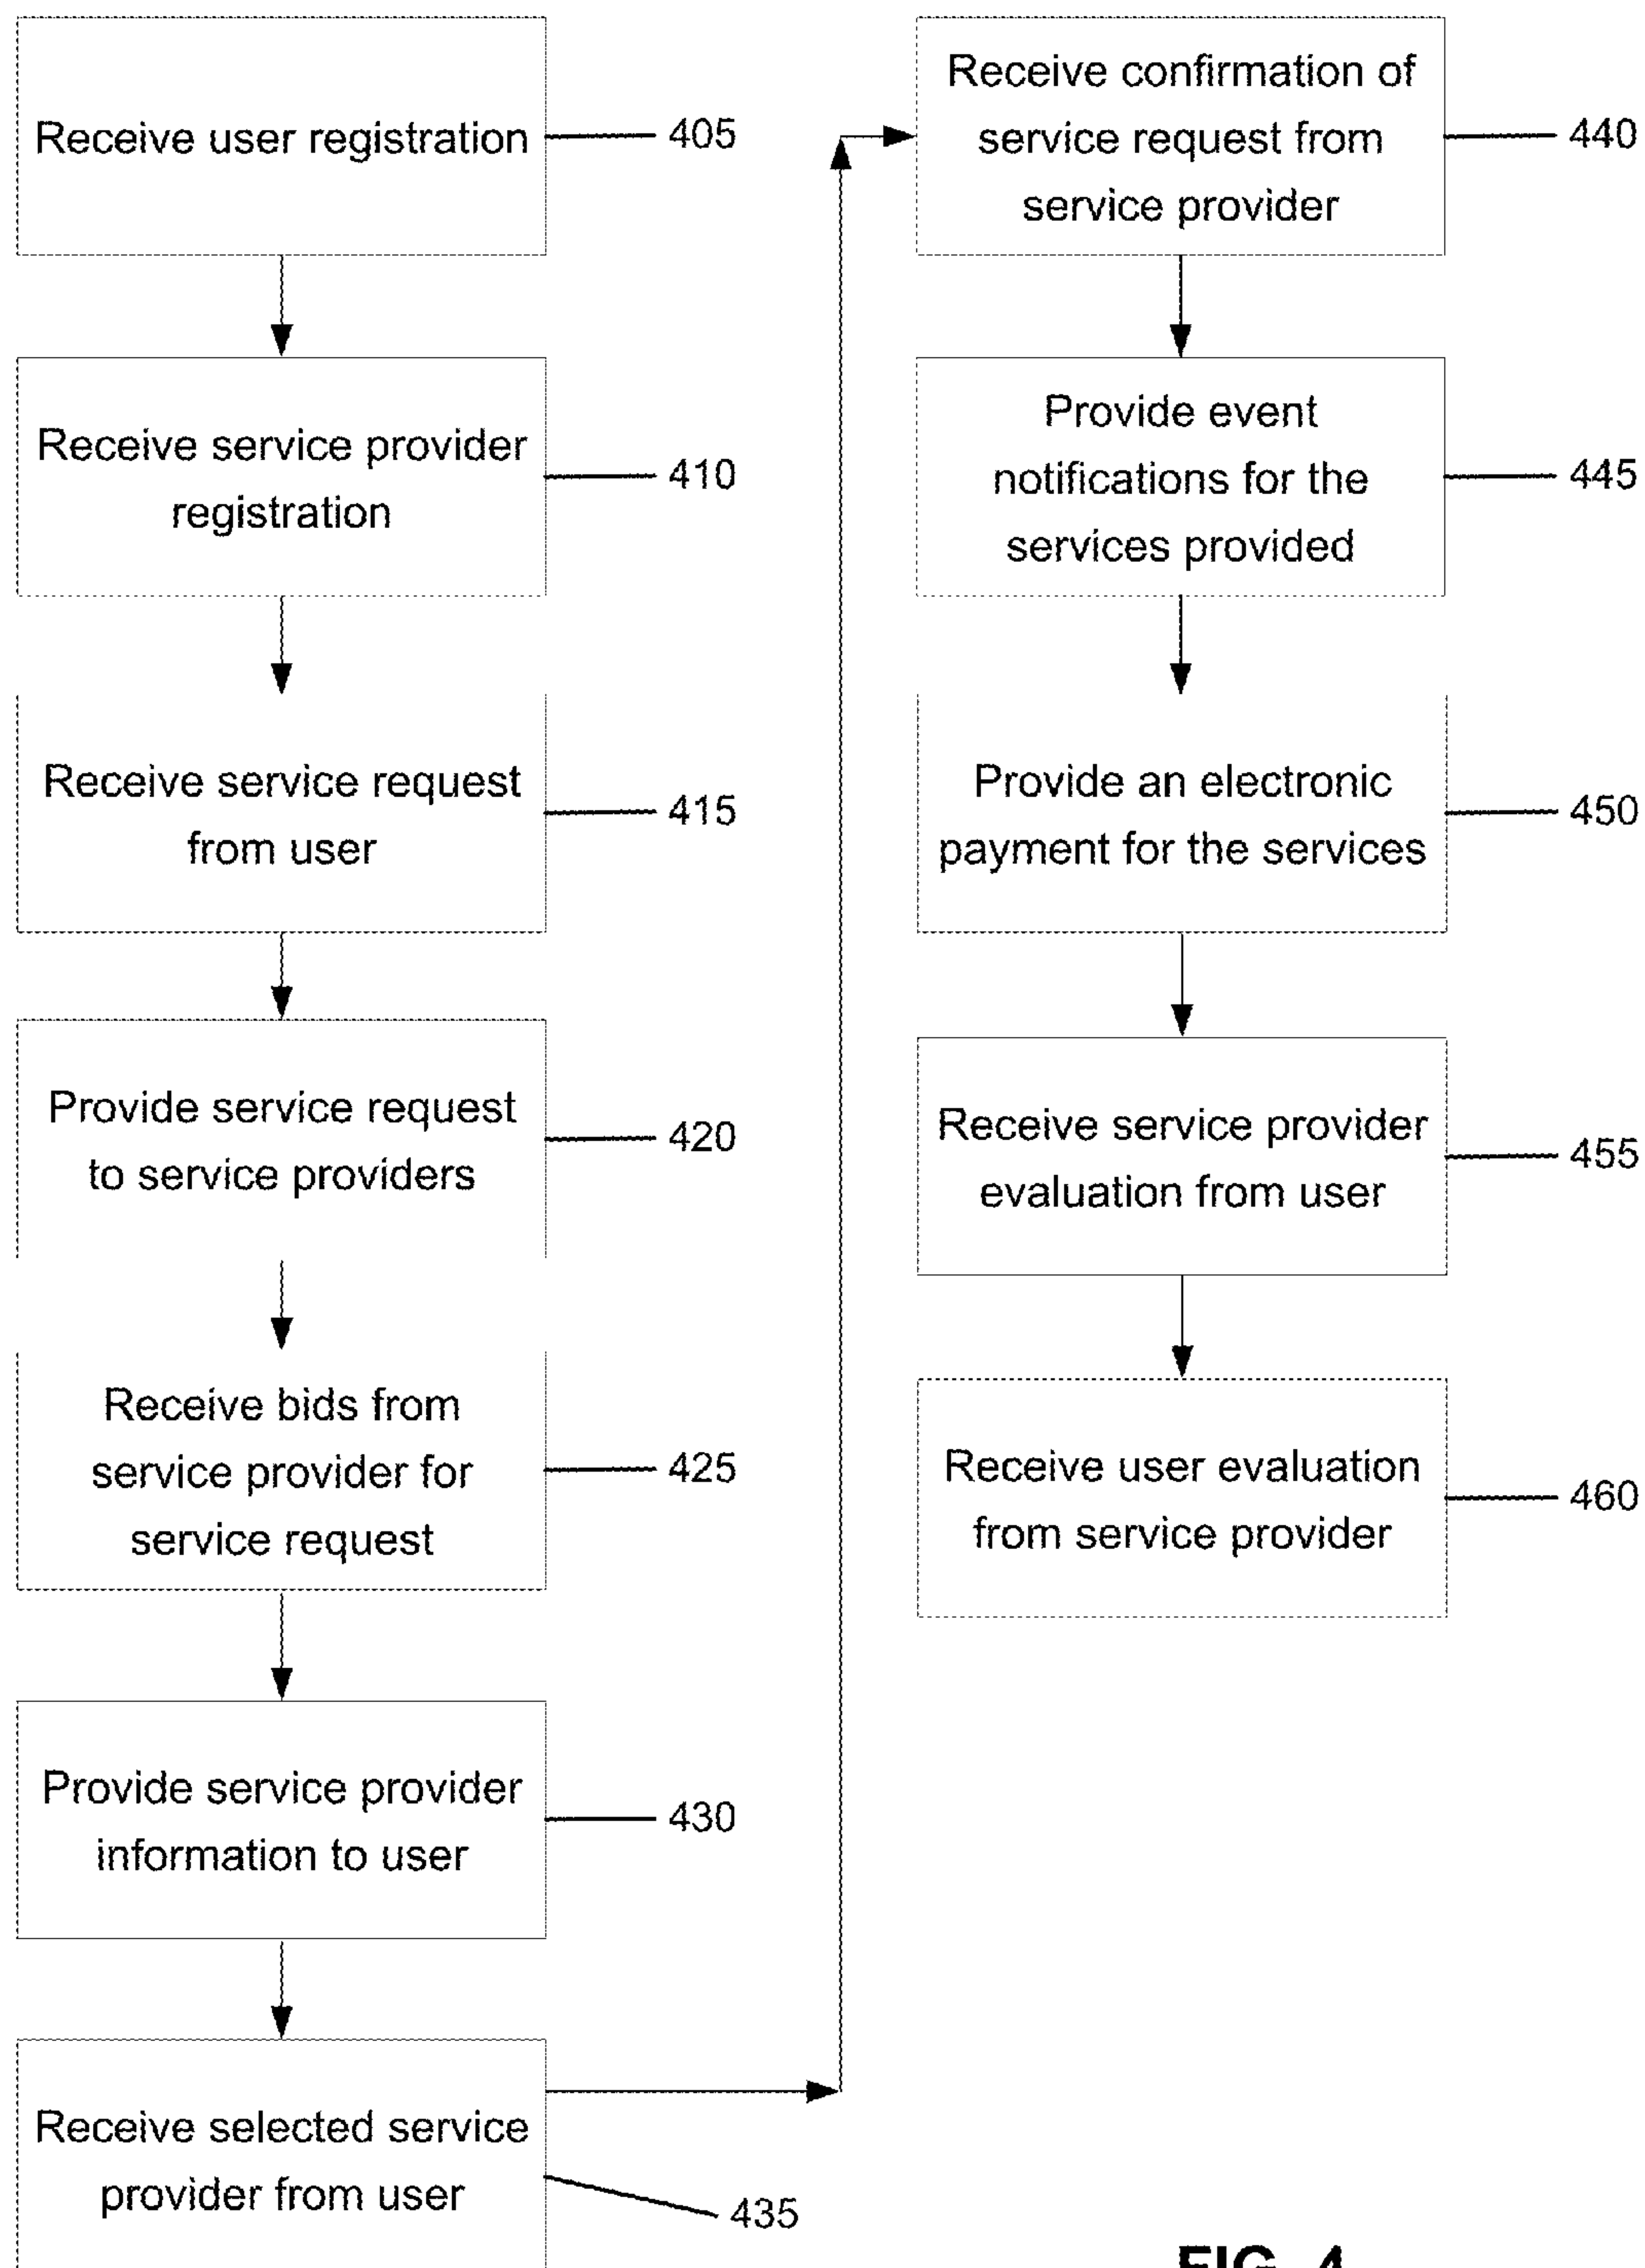 Receive user registration
405
Receive service provider
registration
410
Receive service request
from user
415
Provide service request
to service providers
420
Receive bids from
service provider for
service request
425
Provide service provider
information to user
430
Receive selected service
provider from user
435
Receive confirmation of
service request from
service provider
440
Provide event
notifications for the
services provided
445
Provide an electronic
payment for the services
450
Receive service provider
evaluation from user
455
Receive user evaluation
from service provider
460
FIG. 4